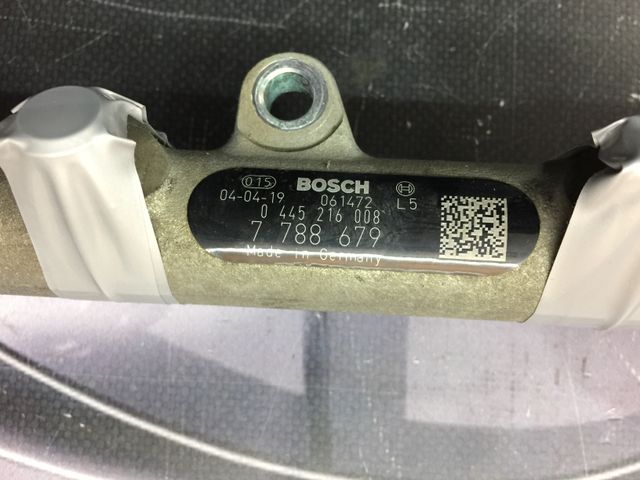 015 BOSCH
04-04-19 061472 L5
0 445 216 008
7 788 679
Made in Germany